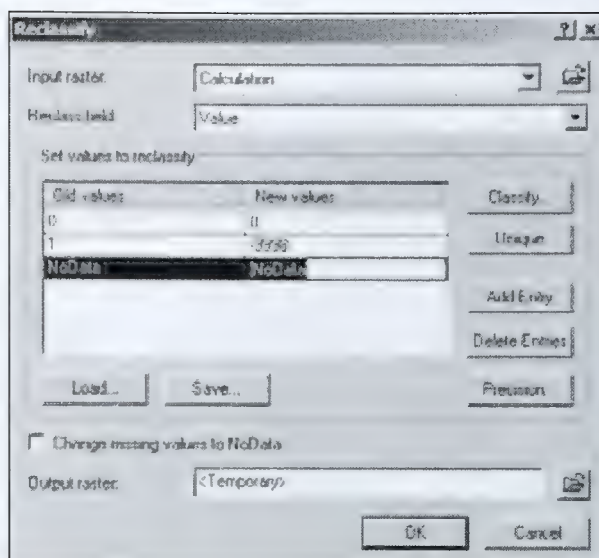 Reclassify
Input raster: Calculation
Reclass field: Value
Set values to reclassify
Old values New values
0 0
1
NoData NoData
Classify
Unique
Add Entry
Delete Entries
Load... Save... Precision
Change missing values to NoData
Output raster: <Temporary>
OK Cancel